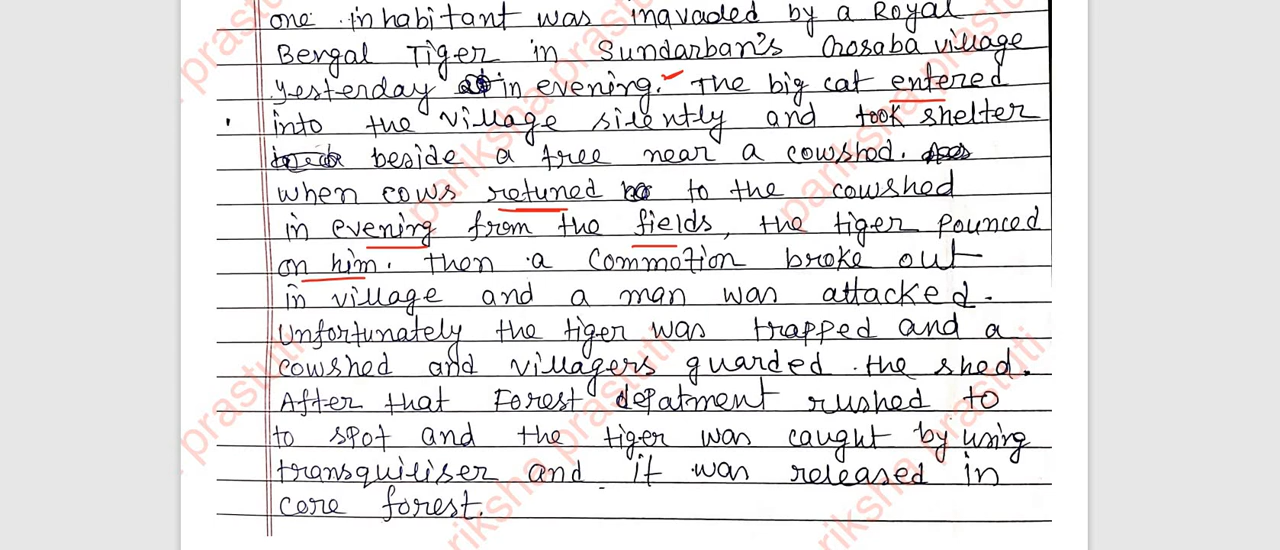 one inhabitant was inavaded by a Royal
Bengal Tiger in Sundarban's Orosaba village
yesterday in evening. The big cat entered
into the village silently and took shelter
beside a tree near a cowshed.
when cows retuned to the cowshed
in evening from the fields, the tiger pounced
on him. Then a commotion broke out
in village and a man was attacked.
Unfortunately the tiger was trapped and a
cowshed and villagers guarded the shed.
After that Forest depatment rushed to
to spot and the tiger was caught by using
transquiliser and it was released in
core forest.
pariksha prastuti